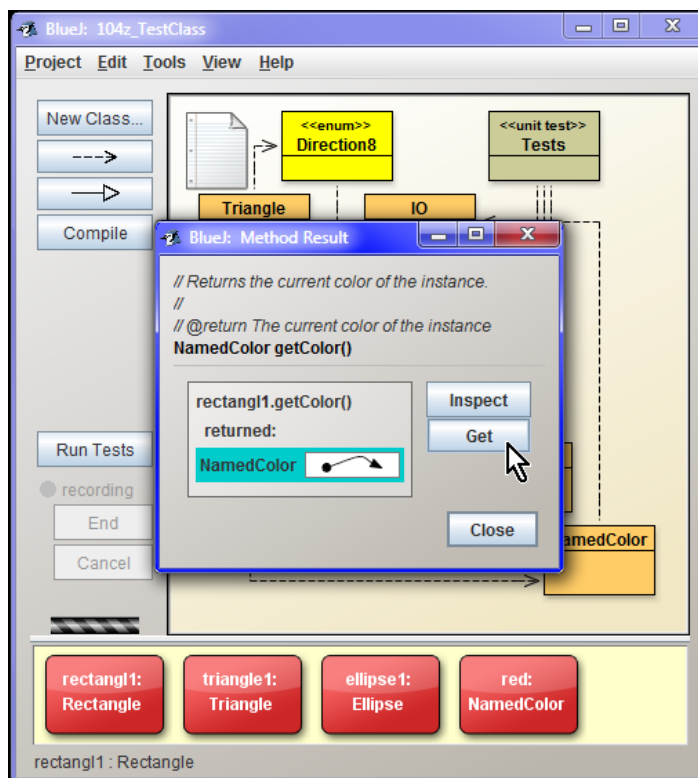 BlueJ: 104z_TestClass
Project Edit Tools View Help
New Class...
Compile
<<enum>>
Direction8
<<unit test>>
Tests
Triangle
IO
BlueJ: Method Result
// Returns the current color of the instance.
//
// @return The current color of the instance
NamedColor getColor()
rectangl1.getColor()
returned:
NamedColor
Inspect
Get
Close
Run Tests
recording
End
Cancel
amedColor
rectangl1:
Rectangle
triangle1:
Triangle
ellipse1:
Ellipse
red:
NamedColor
rectangl1 : Rectangle